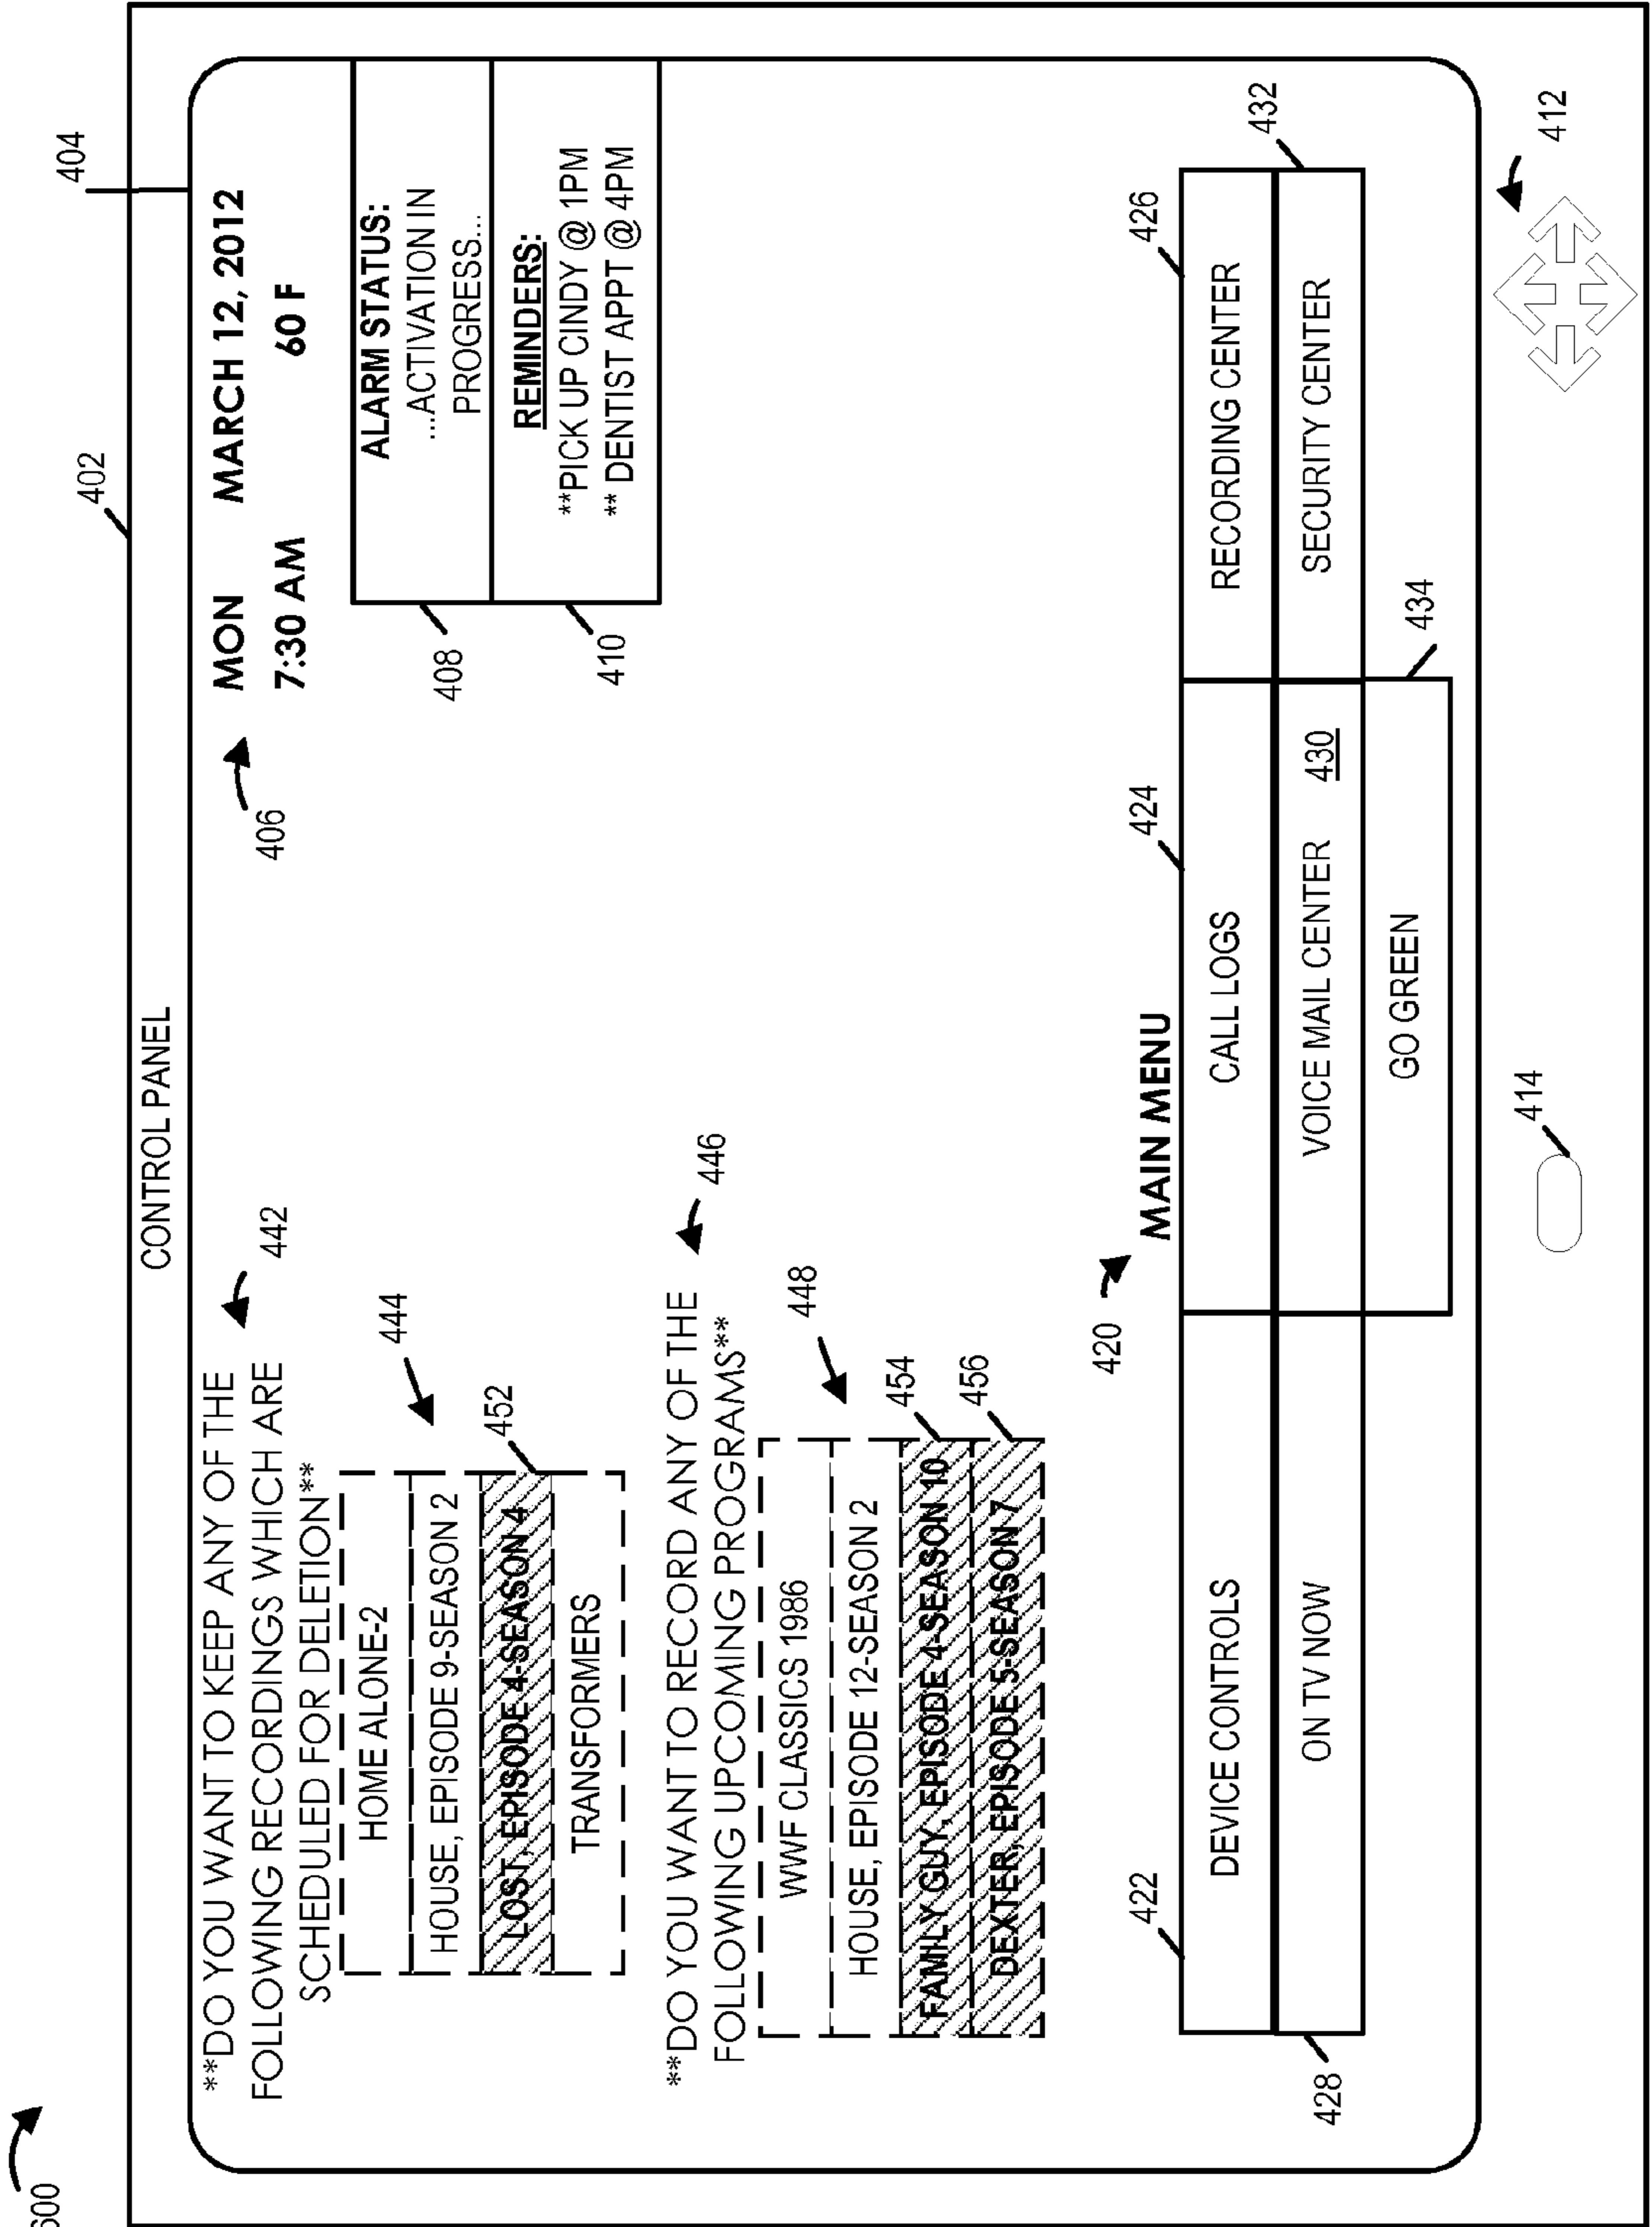 600
402
404
CONTROL PANEL
**DO YOU WANT TO KEEP ANY OF THE
FOLLOWING RECORDINGS WHICH ARE
SCHEDULED FOR DELETION**
442
444
HOME ALONE-2
HOUSE, EPISODE 9-SEASON 2
LOST, EPISODE 4-SEASON 4
TRANSFORMERS
452
406
MON MARCH 12, 2012
7:30 AM 60 F
ALARM STATUS:
....ACTIVATION IN
PROGRESS...
408
REMINDERS:
**PICK UP CINDY @ 1PM
** DENTIST APPT @ 4PM
410
**DO YOU WANT TO RECORD ANY OF THE
FOLLOWING UPCOMING PROGRAMS**
446
448
WWF CLASSICS 1986
HOUSE, EPISODE 12-SEASON 2
FAMILY GUY, EPISODE 4-SEASON 10
DEXTER, EPISODE 5-SEASON 7
454
456
420
MAIN MENU
422
424
426
DEVICE CONTROLS
CALL LOGS
RECORDING CENTER
ON TV NOW
VOICE MAIL CENTER 430
SECURITY CENTER
428
432
GO GREEN
434
414
412